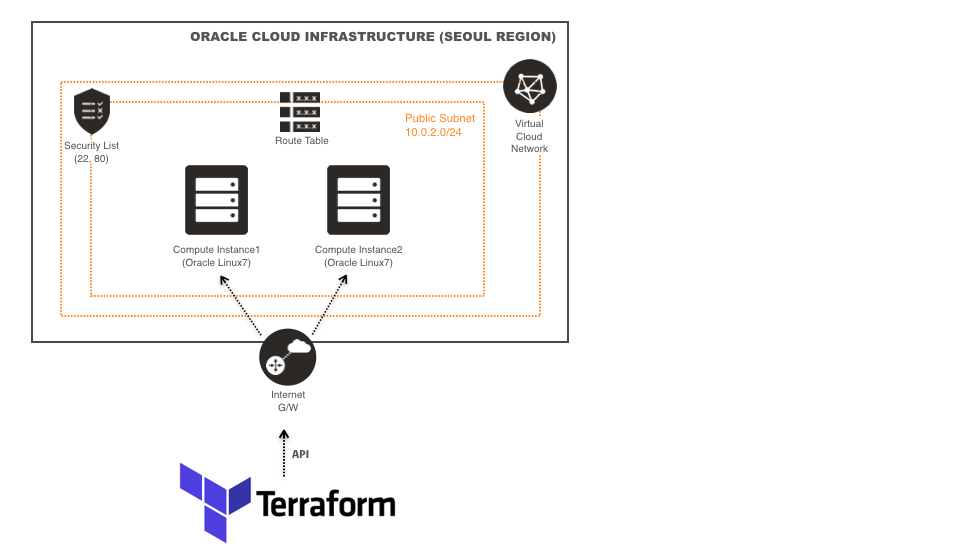 ORACLE CLOUD INFRASTRUCTURE (SEOUL REGION)
Public Subnet
10.0.2.0/24
x.x.x
x.x.x
x.x.x
Route Table
Virtual
Cloud
Network
Security List
(22, 80)
Compute Instance1
(Oracle Linux7)
Compute Instance2
(Oracle Linux7)
Internet
G/W
API
Terraform